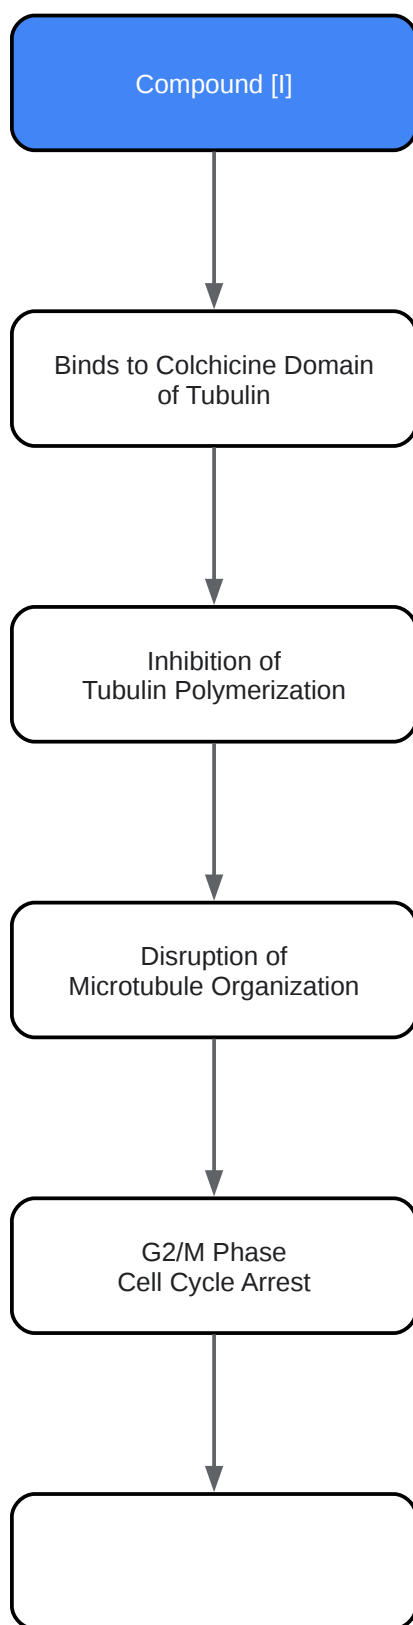 Compound [I]
Binds to Colchicine Domain
of Tubulin
Inhibition of
Tubulin Polymerization
Disruption of
Microtubule Organization
G2/M Phase
Cell Cycle Arrest